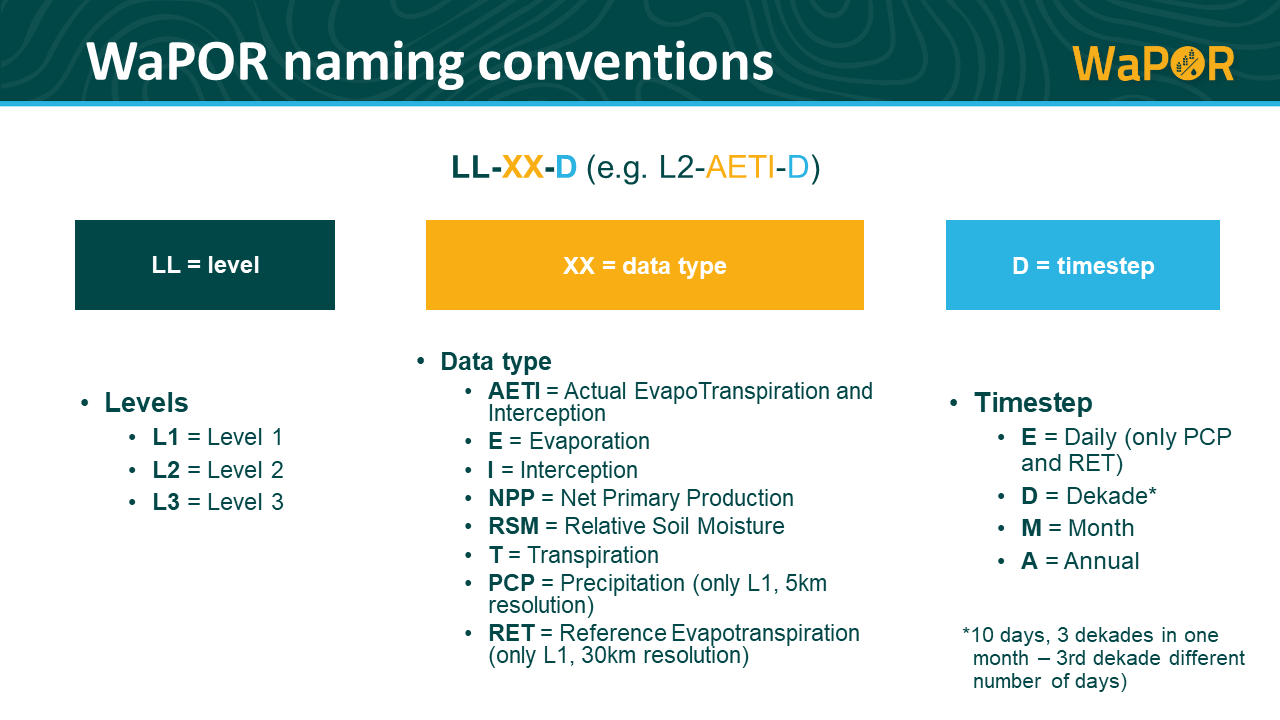 WaPOR naming conventions
WaPOR
LL-XX-D (e.g. L2-AETI-D)
LL = level
XX = data type
D = timestep
• Levels
• L1 = Level 1
• L2 = Level 2
• L3 = Level 3
• Data type
• AETI = Actual EvapoTranspiration and
Interception
• E = Evaporation
• I = Interception
• NPP = Net Primary Production
• RSM = Relative Soil Moisture
• T = Transpiration
• PCP = Precipitation (only L1, 5km
resolution)
• RET = Reference Evapotranspiration
(only L1, 30km resolution)
• Timestep
• E = Daily (only PCP
and RET)
• D = Dekade*
• M = Month
• A = Annual
*10 days, 3 dekades in one
month – 3rd dekade different
number of days)